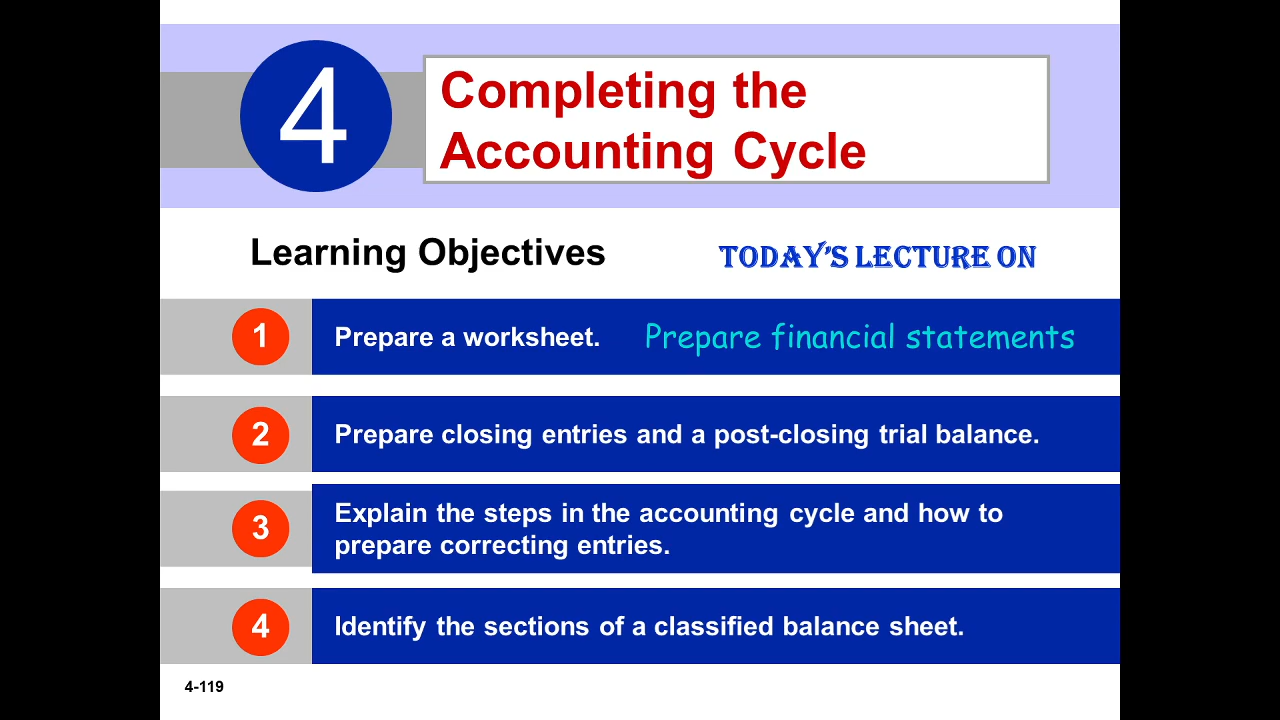 4
Completing the
Accounting Cycle
Learning Objectives
TODAY'S LECTURE ON
1 Prepare a worksheet. Prepare financial statements
2 Prepare closing entries and a post-closing trial balance.
3 Explain the steps in the accounting cycle and how to
prepare correcting entries.
4 Identify the sections of a classified balance sheet.
4-119